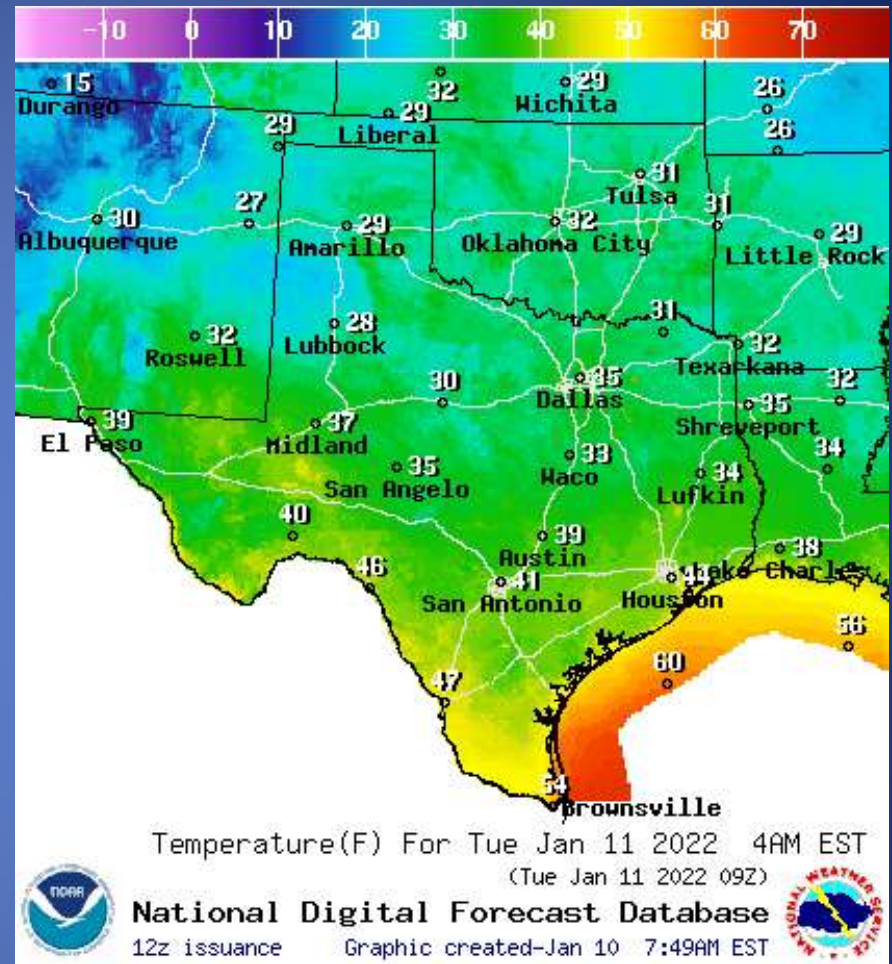 -10 0 10 20 30 40 50 60 70
15 32 29 26
Durango Wichita
29 Liberal
29 26
31
Tulsa
30 27 29 32 31 29
Albuquerque Amarillo Oklahoma City Little Rock
32 28 31 32
Roswell Lubbock Texarkana
30 35 32
Dallas
39 37 35
El Paso Midland Shreveport
35 33 34 34
San Angelo Waco Lufkin
40 39 38
Austin
46 41 44 Lake Charles
San Antonio Houston
56
47 60
54
Brownsville
Temperature(F) For Tue Jan 11 2022 4AM EST
(Tue Jan 11 2022 09Z)
NOAA
National Digital Forecast Database
NATIONAL WEATHER SERVICE
12z issuance Graphic created-Jan 10 7:49AM EST